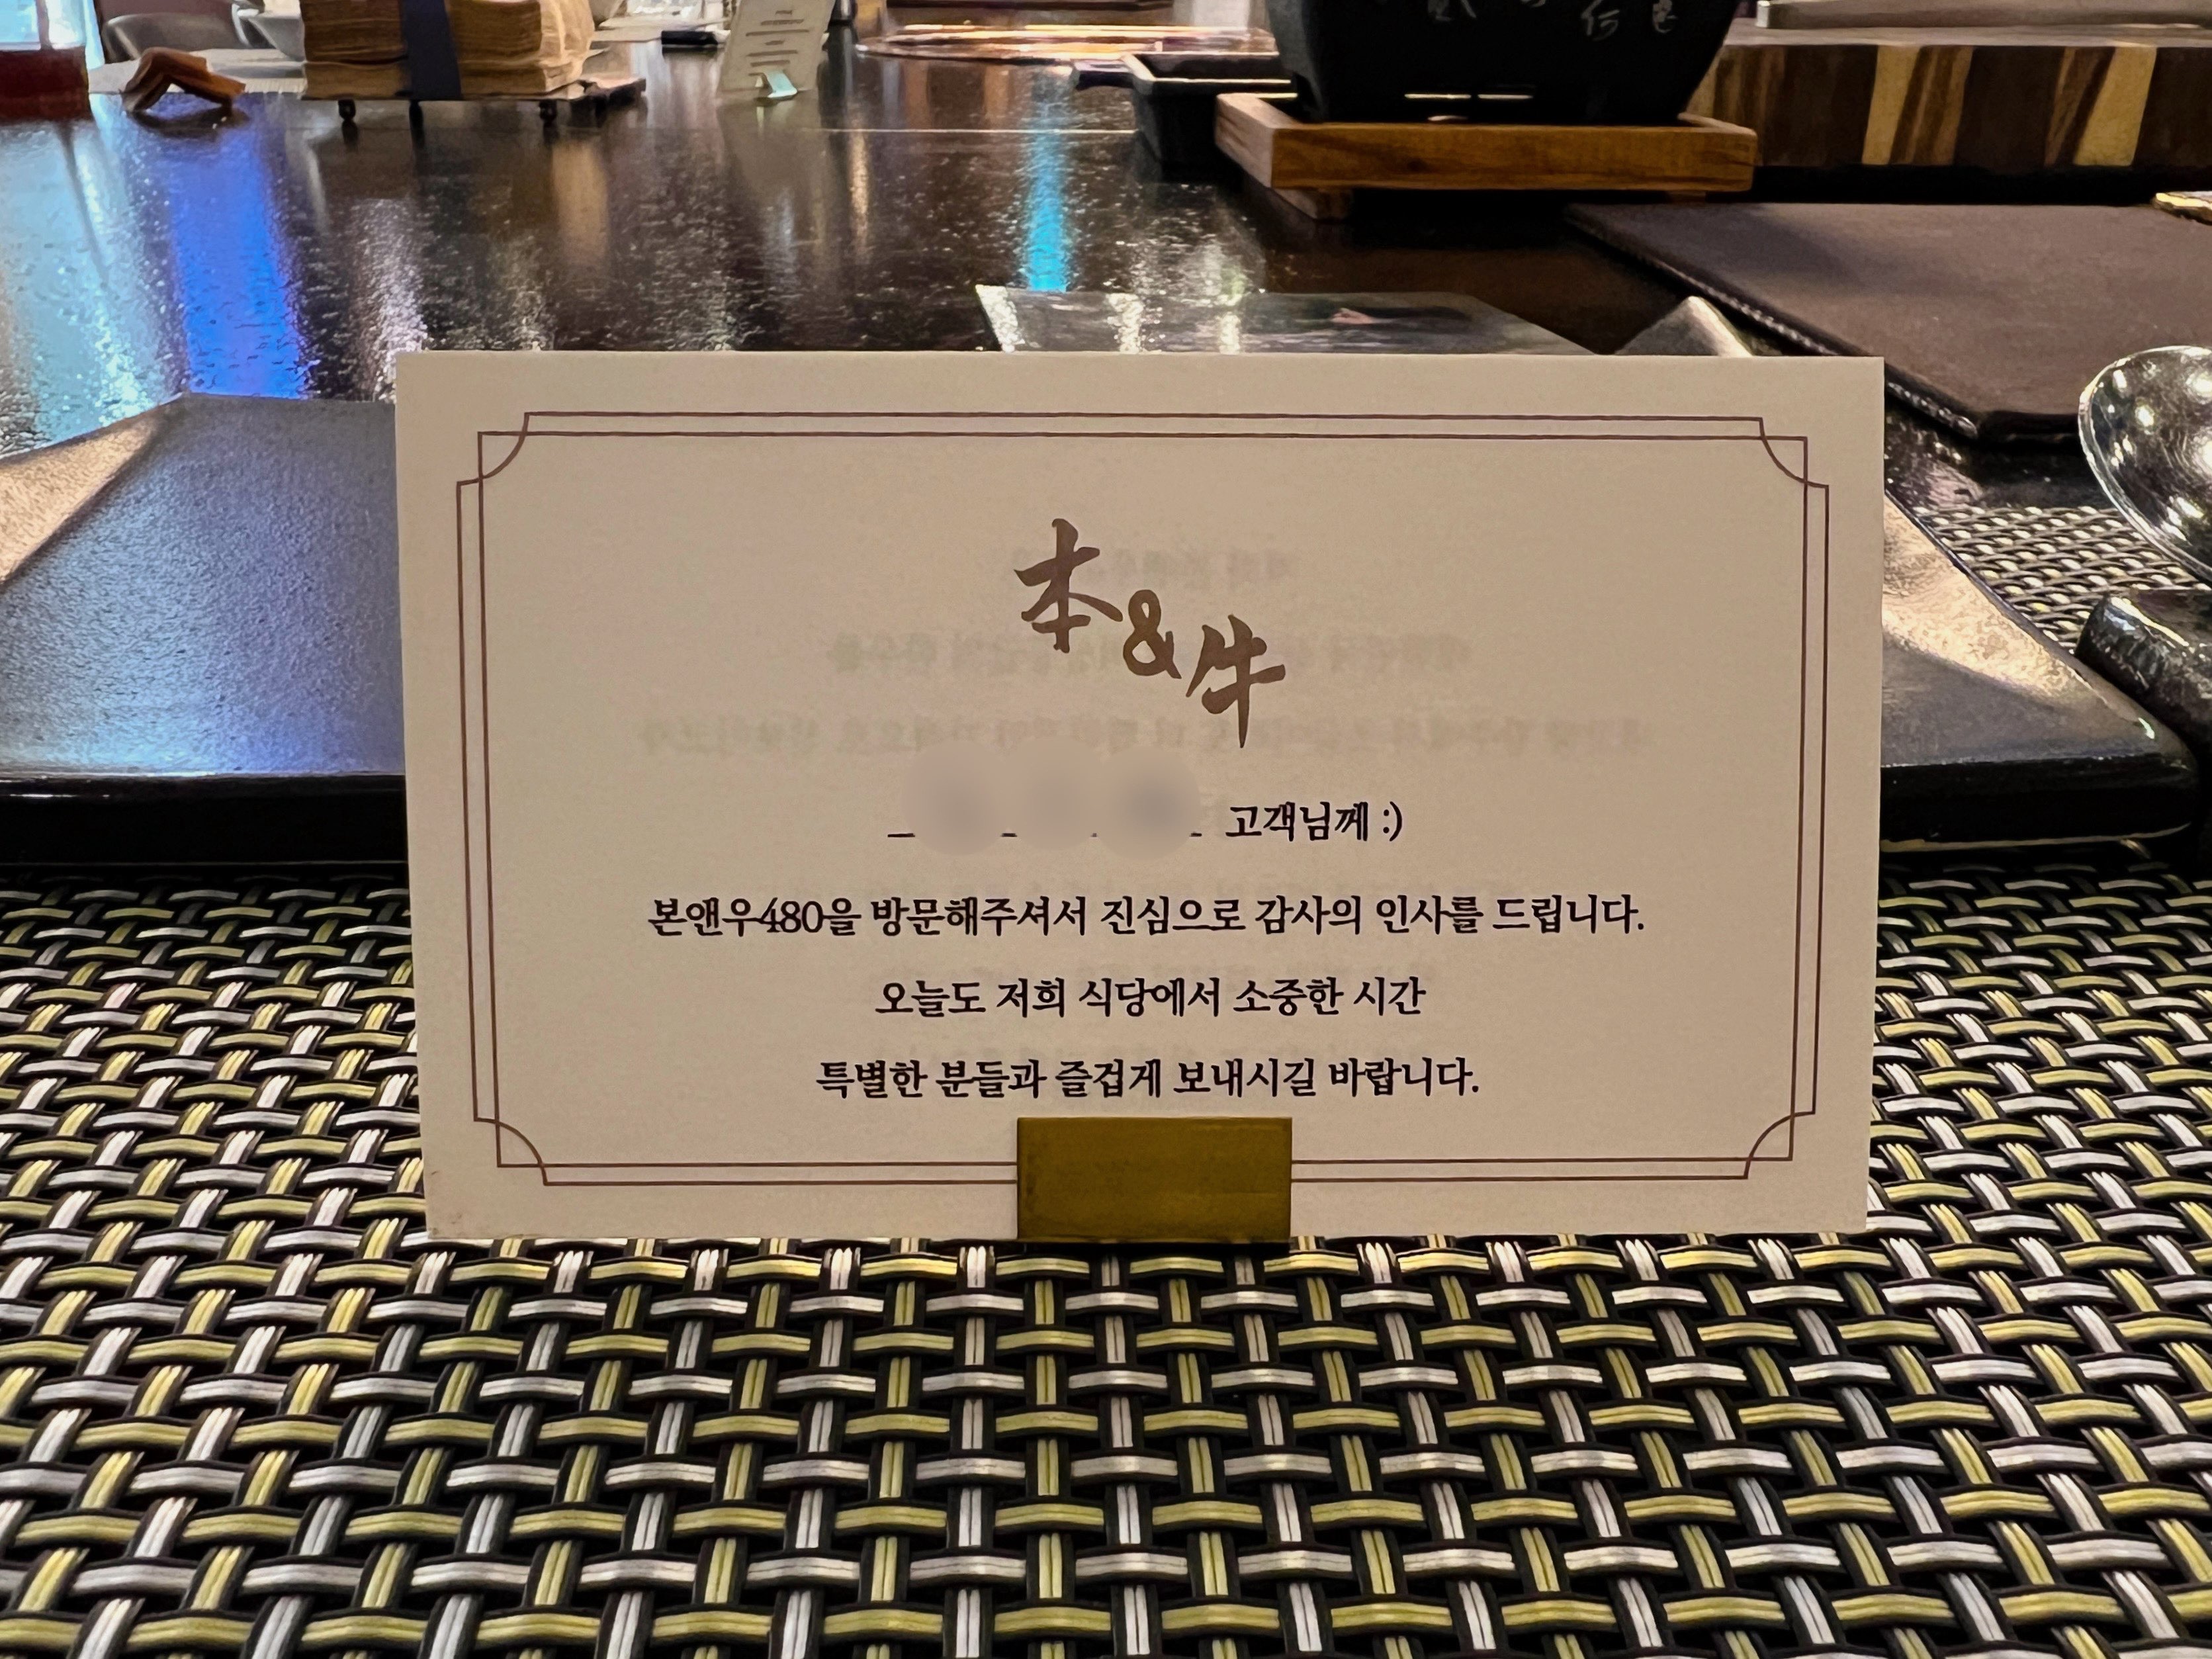 本&牛
고객님께 :)
본앤우480을 방문해주셔서 진심으로 감사의 인사를 드립니다.
오늘도 저희 식당에서 소중한 시간
특별한 분들과 즐겁게 보내시길 바랍니다.